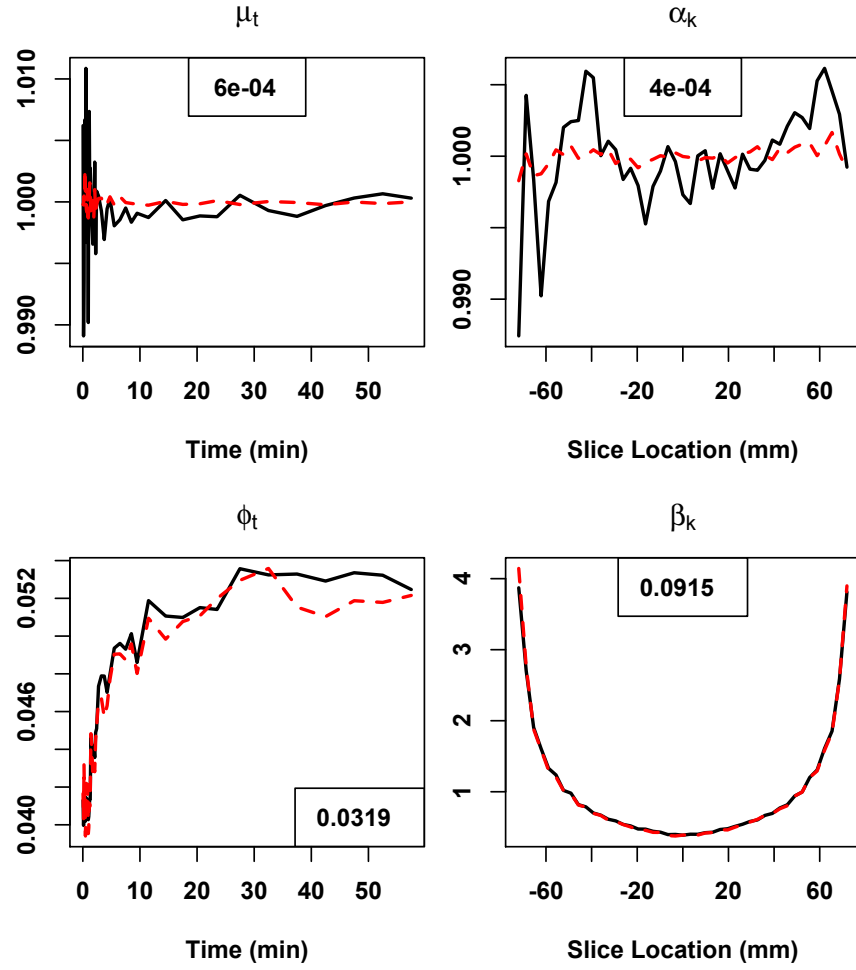 μt
6e-04
1.010
1.000
0.990
0 10 20 30 40 50
Time (min)
αk
4e-04
1.000
0.990
-60 -20 20 60
Slice Location (mm)
ϕt
0.0319
0.052
0.046
0.040
0 10 20 30 40 50
Time (min)
βk
0.0915
4
3
2
1
-60 -20 20 60
Slice Location (mm)